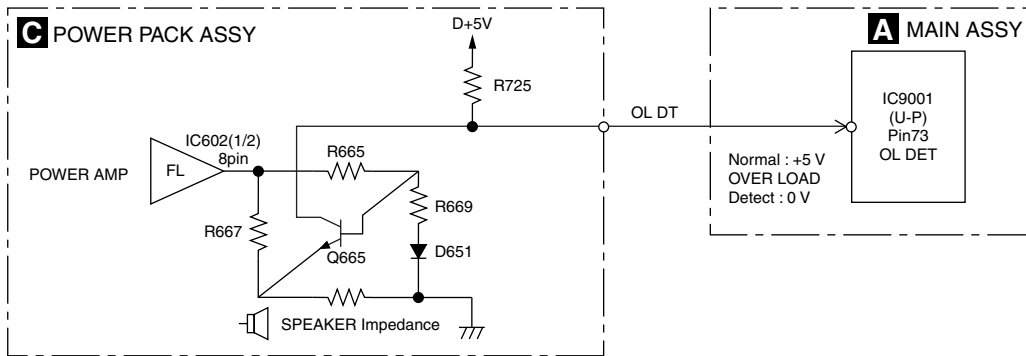 C POWER PACK ASSY
D+5V
R725
OL DT
IC602(1/2)
8pin
POWER AMP
FL
R665
R669
R667
Q665
D651
SPEAKER Impedance
A MAIN ASSY
IC9001
(U-P)
Pin73
OL DET
Normal : +5 V
OVER LOAD
Detect : 0 V